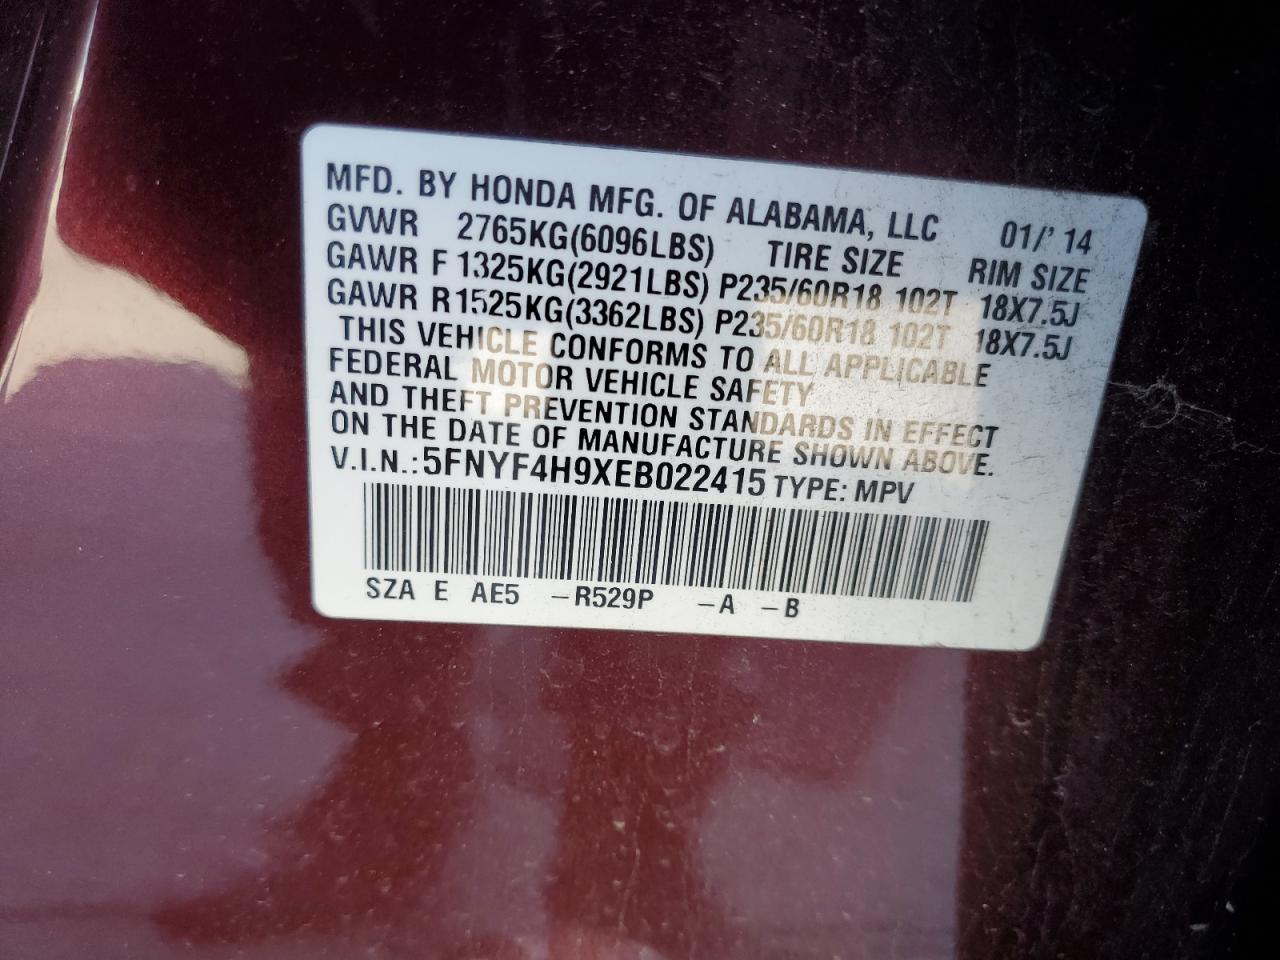 MFD. BY HONDA MFG. OF ALABAMA, LLC 01/'14
GVWR 2765KG(6096LBS) TIRE SIZE RIM SIZE
GAWR F 1325KG(2921LBS) P235/60R18 102T 18X7.5J
GAWR R1525KG(3362LBS) P235/60R18 102T 18X7.5J
THIS VEHICLE CONFORMS TO ALL APPLICABLE
FEDERAL MOTOR VEHICLE SAFETY
AND THEFT PREVENTION STANDARDS IN EFFECT
ON THE DATE OF MANUFACTURE SHOWN ABOVE.
V.I.N.:5FNYF4H9XEB022415 TYPE: MPV
SZA E AE5 -R529P -A -B